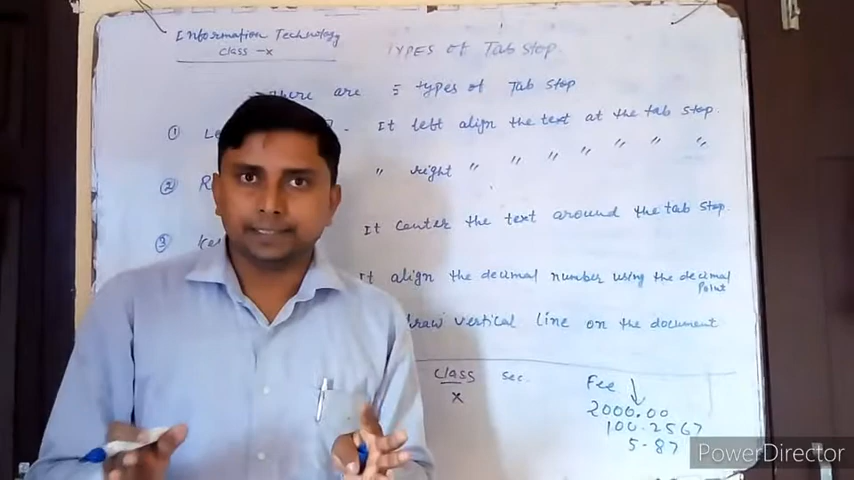 Information Technology
class - x
TYPES of Tab Stop
There are 5 types of Tab Stop
① - It left align the text at the tab stop.
② " right " " " " " " "
③ It center the text around the Tab Stop.
It align the decimal number using the decimal
Point
draw vertical line on the document
class sec. Fee
X 2000.00
100.2567
5.87
PowerDirector